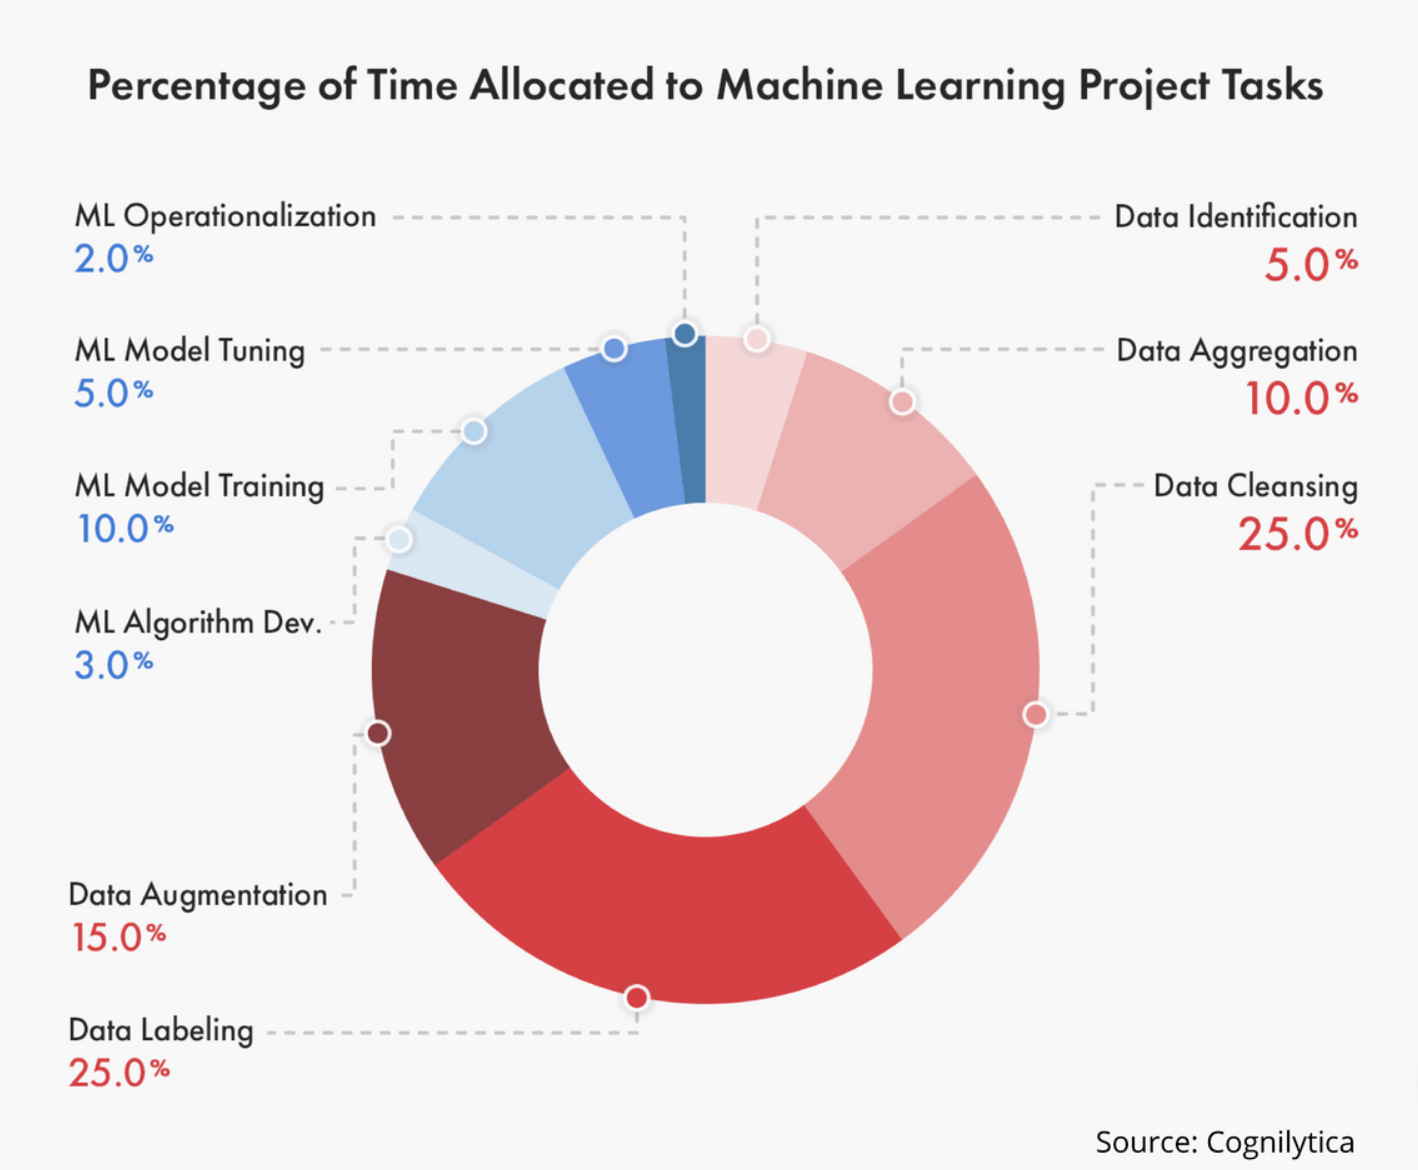 Percentage of Time Allocated to Machine Learning Project Tasks
ML Operationalization
2.0%
ML Model Tuning
5.0%
ML Model Training
10.0%
ML Algorithm Dev.
3.0%
Data Augmentation
15.0%
Data Labeling
25.0%
Data Identification
5.0%
Data Aggregation
10.0%
Data Cleansing
25.0%
Source: Cognilytica